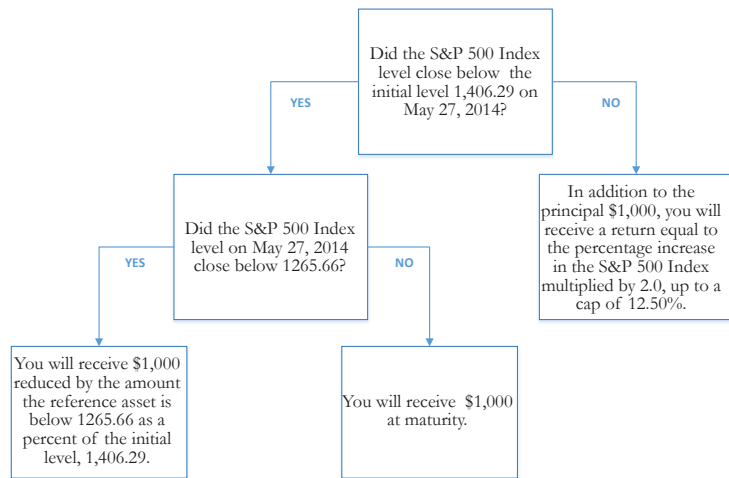 Did the S&P 500 Index
level close below the
initial level 1,406.29 on
May 27, 2014?
YES
NO
Did the S&P 500 Index
level on May 27, 2014
close below 1265.66?
In addition to the
principal $1,000, you will
receive a return equal to
the percentage increase
in the S&P 500 Index
multiplied by 2.0, up to a
cap of 12.50%.
YES
NO
You will receive $1,000
reduced by the amount
the reference asset is
below 1265.66 as a
percent of the initial
level, 1,406.29.
You will receive $1,000
at maturity.